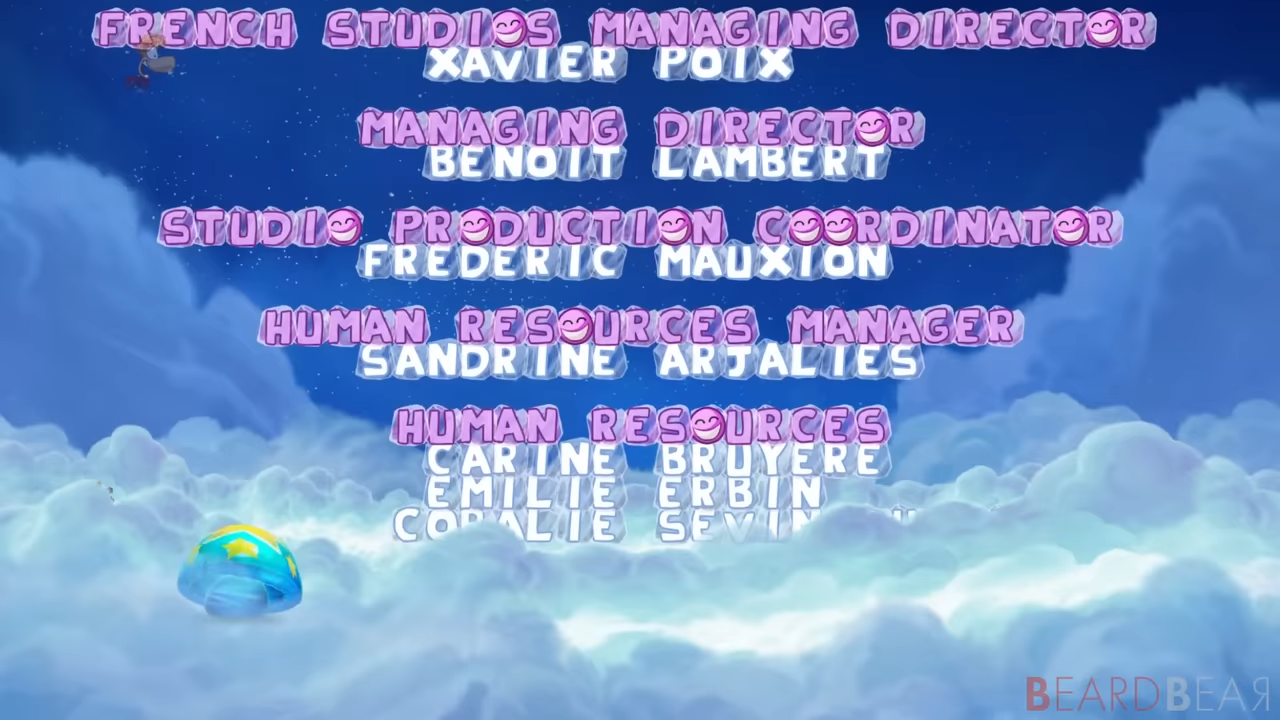 FRENCH STUDIOS MANAGING DIRECTOR
XAVIER POIX
MANAGING DIRECTOR
BENOIT LAMBERT
STUDIO PRODUCTION COORDINATOR
FREDERIC MAUXION
HUMAN RESOURCES MANAGER
SANDRINE ARJALIES
HUMAN RESOURCES
CARINE BRUYERE
EMILIE ERBIN
CORALIE SEVIN
BEARDBEAR